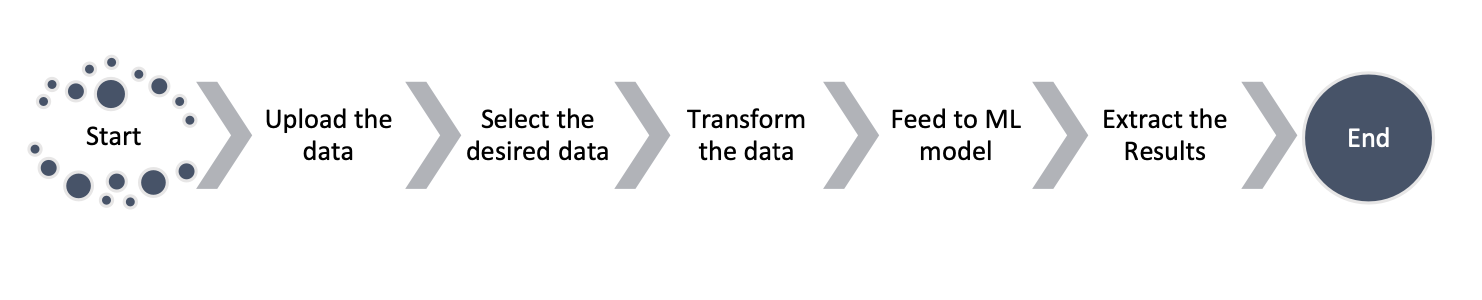 Start
Upload the
data
Select the
desired data
Transform
the data
Feed to ML
model
Extract the
Results
End